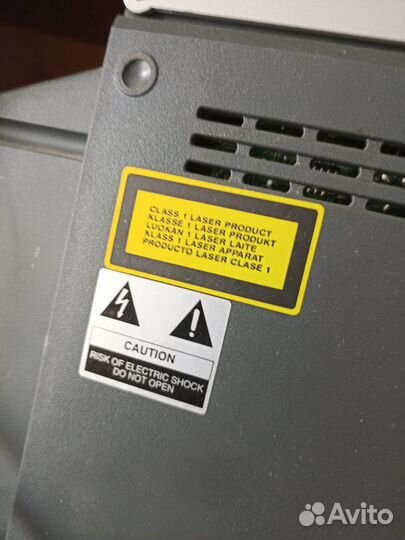 CLASS 1 LASER PRODUCT
KLASSE 1 LASER PRODUKT
LUOKAN 1 LASER LAITE
KLASS 1 LASER APPARAT
PRODUCTO LASER CLASE 1
CAUTION
RISK OF ELECTRIC SHOCK
DO NOT OPEN
Avito